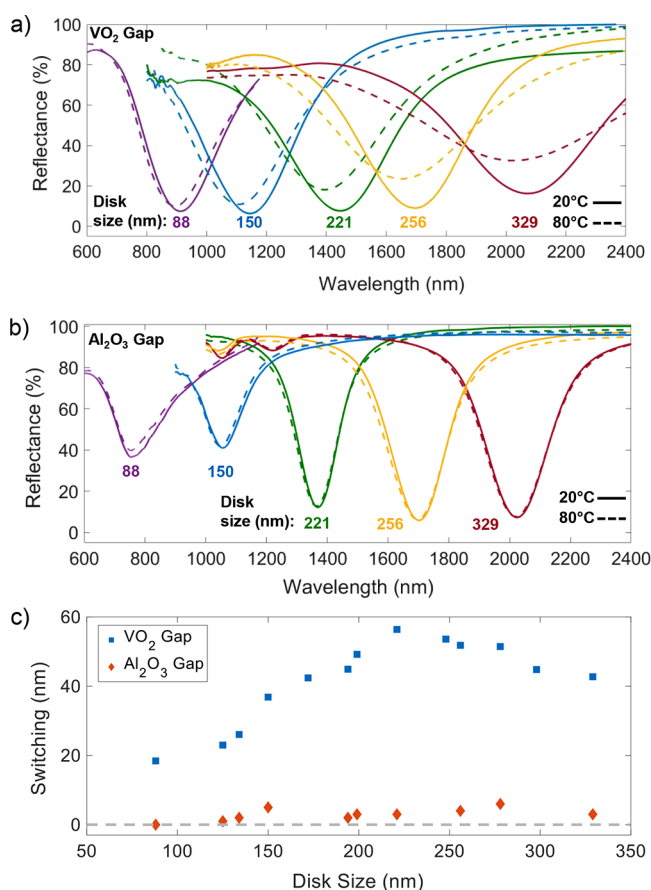 a)
VO₂ Gap
100
80
60
40
20
0
Reflectance (%)
Disk
size (nm): 88 150 221 256 329
20°C
80°C
600 800 1000 1200 1400 1600 1800 2000 2200 2400
Wavelength (nm)
b)
Al₂O₃ Gap
100
80
60
40
20
0
Reflectance (%)
88 150
Disk
size (nm): 221 256 329
20°C
80°C
600 800 1000 1200 1400 1600 1800 2000 2200 2400
Wavelength (nm)
c)
VO₂ Gap
Al₂O₃ Gap
60
40
20
0
Switching (nm)
50 100 150 200 250 300 350
Disk Size (nm)